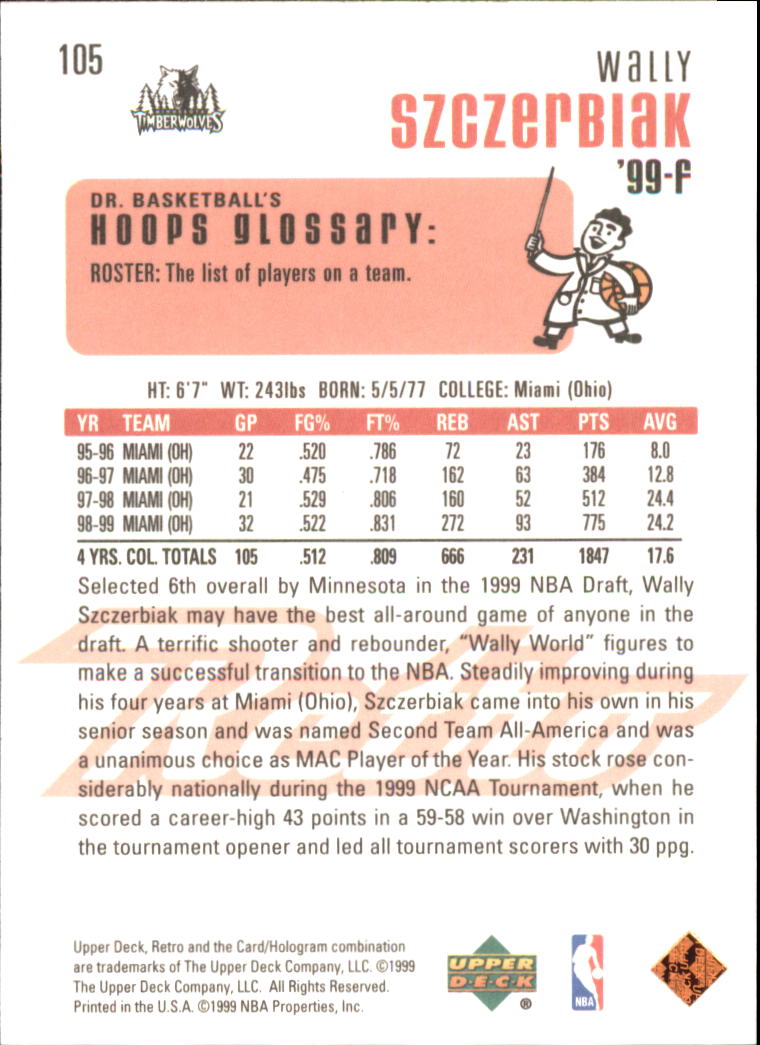 105
TIMBERWOLVES
Wally
Szczerbiak
'99-F
DR. BASKETBALL'S
HOOPS GLOSSARY:
ROSTER: The list of players on a team.
HT: 6'7" WT: 243lbs BORN: 5/5/77 COLLEGE: Miami (Ohio)
YR TEAM GP FG% FT% REB AST PTS AVG
95-96 MIAMI (OH) 22 .520 .786 72 23 176 8.0
96-97 MIAMI (OH) 30 .475 .718 162 63 384 12.8
97-98 MIAMI (OH) 21 .529 .806 160 52 512 24.4
98-99 MIAMI (OH) 32 .522 .831 272 93 775 24.2
4 YRS. COL. TOTALS 105 .512 .809 666 231 1847 17.6
Retro
Selected 6th overall by Minnesota in the 1999 NBA Draft, Wally
Szczerbiak may have the best all-around game of anyone in the
draft. A terrific shooter and rebounder, "Wally World" figures to
make a successful transition to the NBA. Steadily improving during
his four years at Miami (Ohio), Szczerbiak came into his own in his
senior season and was named Second Team All-America and was
a unanimous choice as MAC Player of the Year. His stock rose con-
siderably nationally during the 1999 NCAA Tournament, when he
scored a career-high 43 points in a 59-58 win over Washington in
the tournament opener and led all tournament scorers with 30 ppg.
Upper Deck, Retro and the Card/Hologram combination
are trademarks of The Upper Deck Company, LLC. ©1999
The Upper Deck Company, LLC. All Rights Reserved.
Printed in the U.S.A. ©1999 NBA Properties, Inc.
UPPER
D·E·C·K
®
NBA